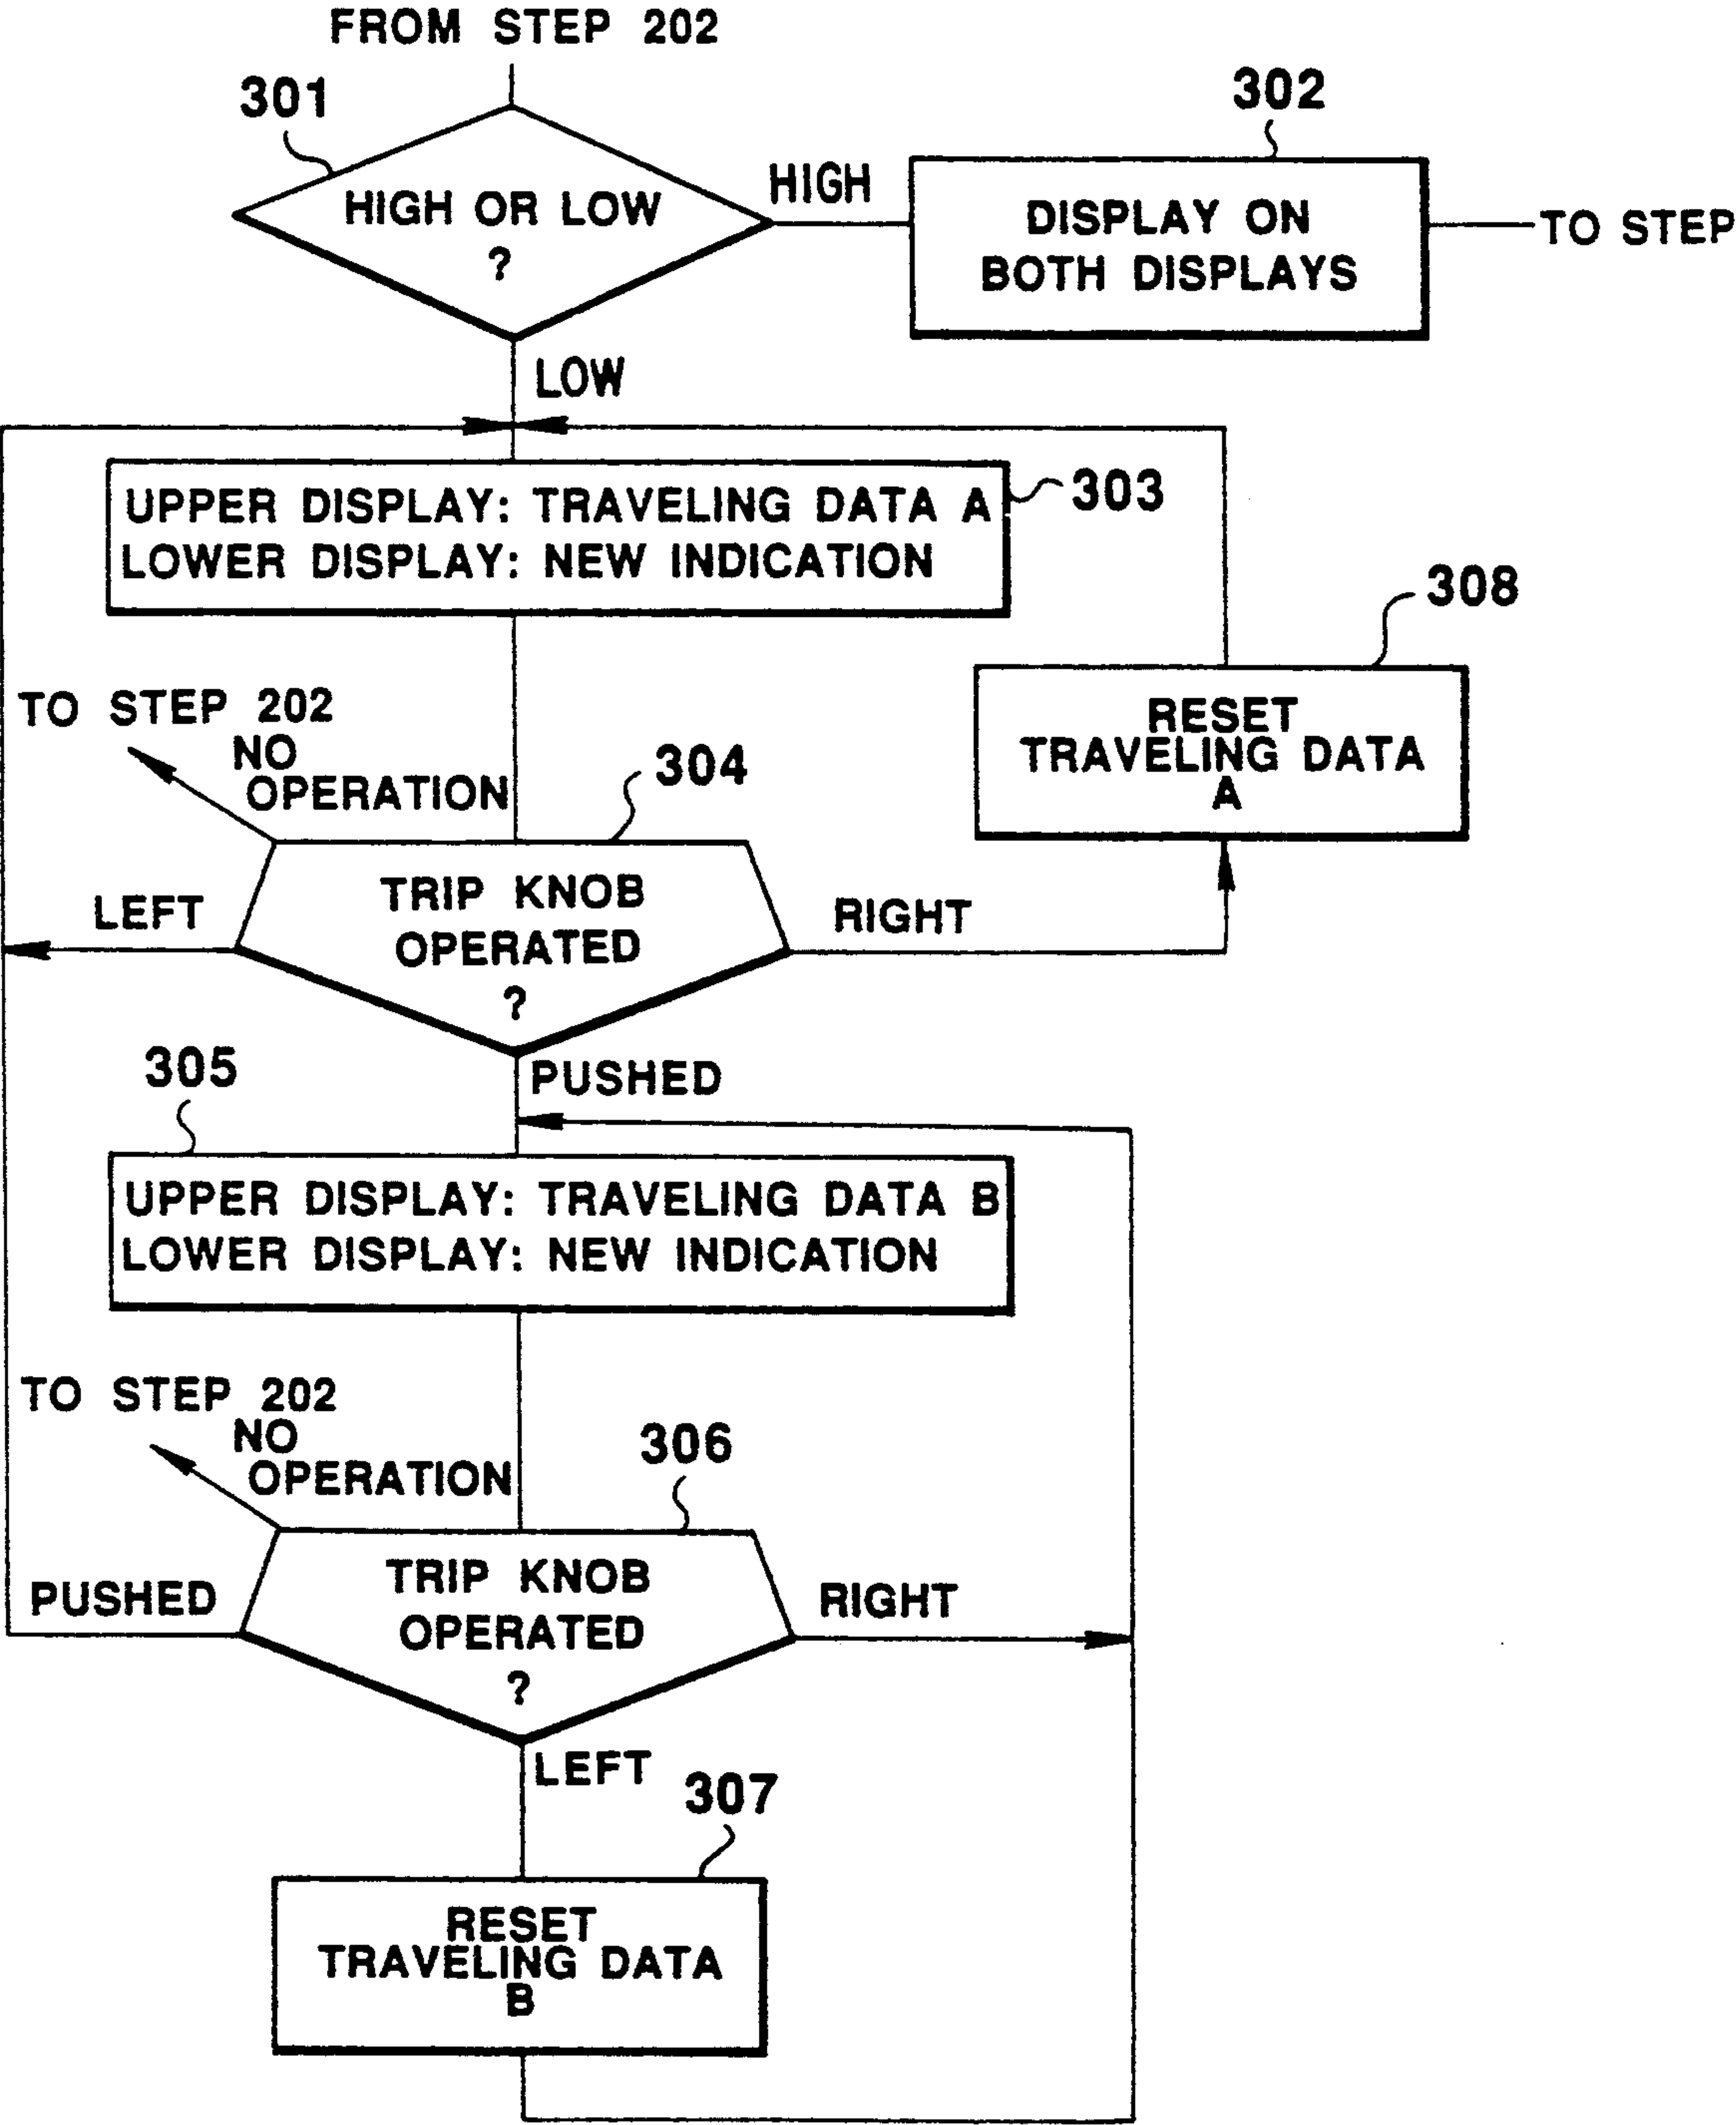 FROM STEP 202
301
302
HIGH OR LOW
?
HIGH
DISPLAY ON
BOTH DISPLAYS
TO STEP
LOW
UPPER DISPLAY: TRAVELING DATA A
LOWER DISPLAY: NEW INDICATION
303
308
RESET
TRAVELING DATA
A
TO STEP 202
NO
OPERATION
304
TRIP KNOB
OPERATED
?
LEFT
RIGHT
PUSHED
305
UPPER DISPLAY: TRAVELING DATA B
LOWER DISPLAY: NEW INDICATION
TO STEP 202
NO
OPERATION
306
TRIP KNOB
OPERATED
?
PUSHED
RIGHT
LEFT
307
RESET
TRAVELING DATA
B